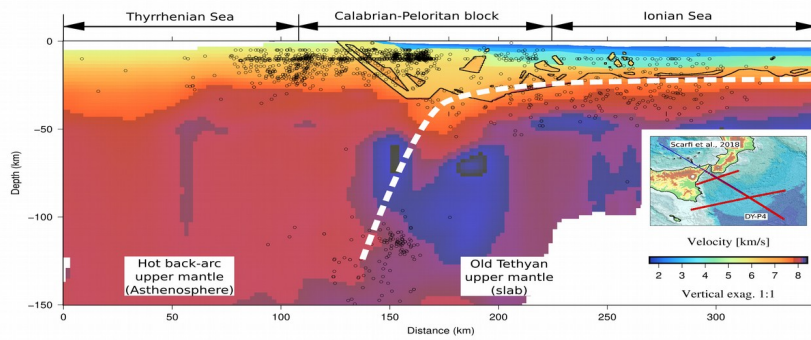 Thyrrhenian Sea
Calabrian-Peloritan block
Ionian Sea
0
−50
−100
−150
Depth (km)
Hot back-arc
upper mantle
(Asthenosphere)
Old Tethyan
upper mantle
(slab)
Scarfi et al., 2018
DY-P4
Velocity [km/s]
2 3 4 5 6 7 8
Vertical exag. 1:1
0 50 100 150 200 250 300
Distance (km)